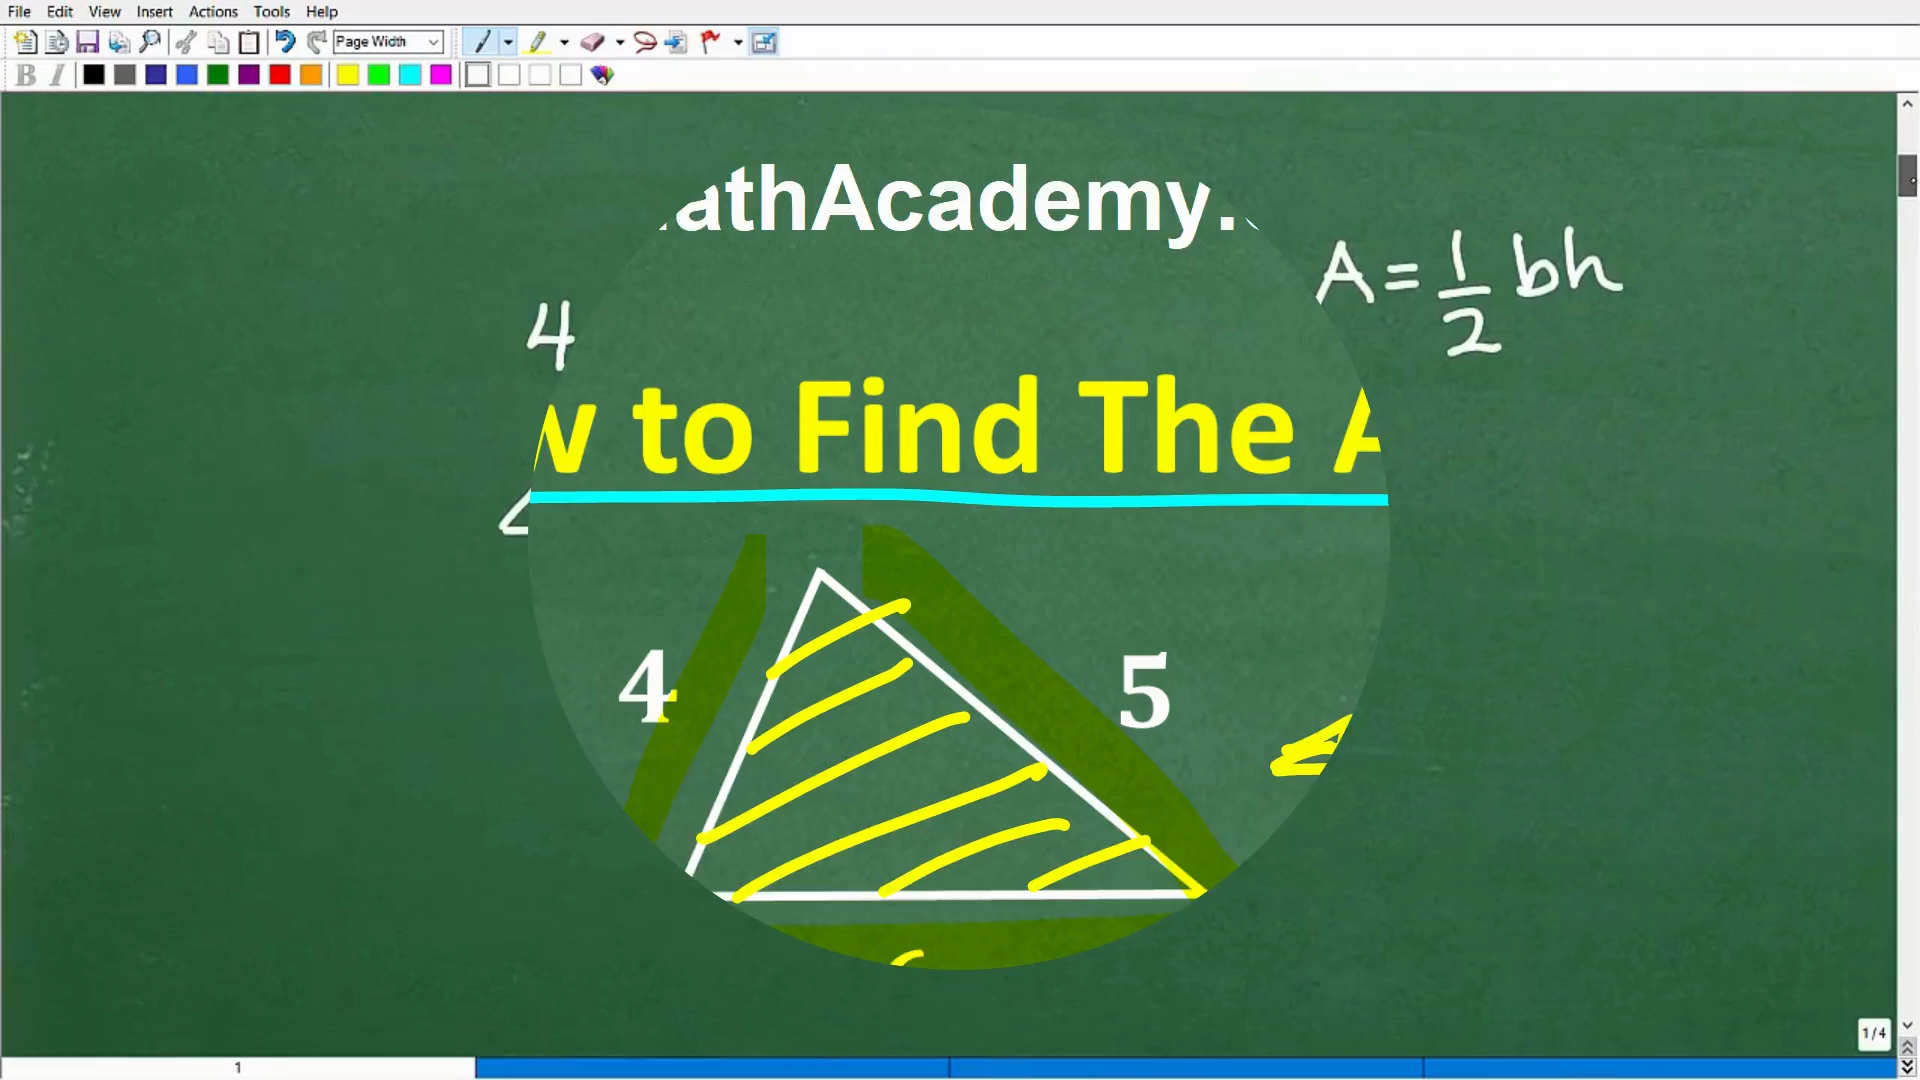 File Edit View Insert Actions Tools Help
Page Width
B I
athAcademy.
A = 1/2 bh
4
w to Find The A
4
5
1/4
1